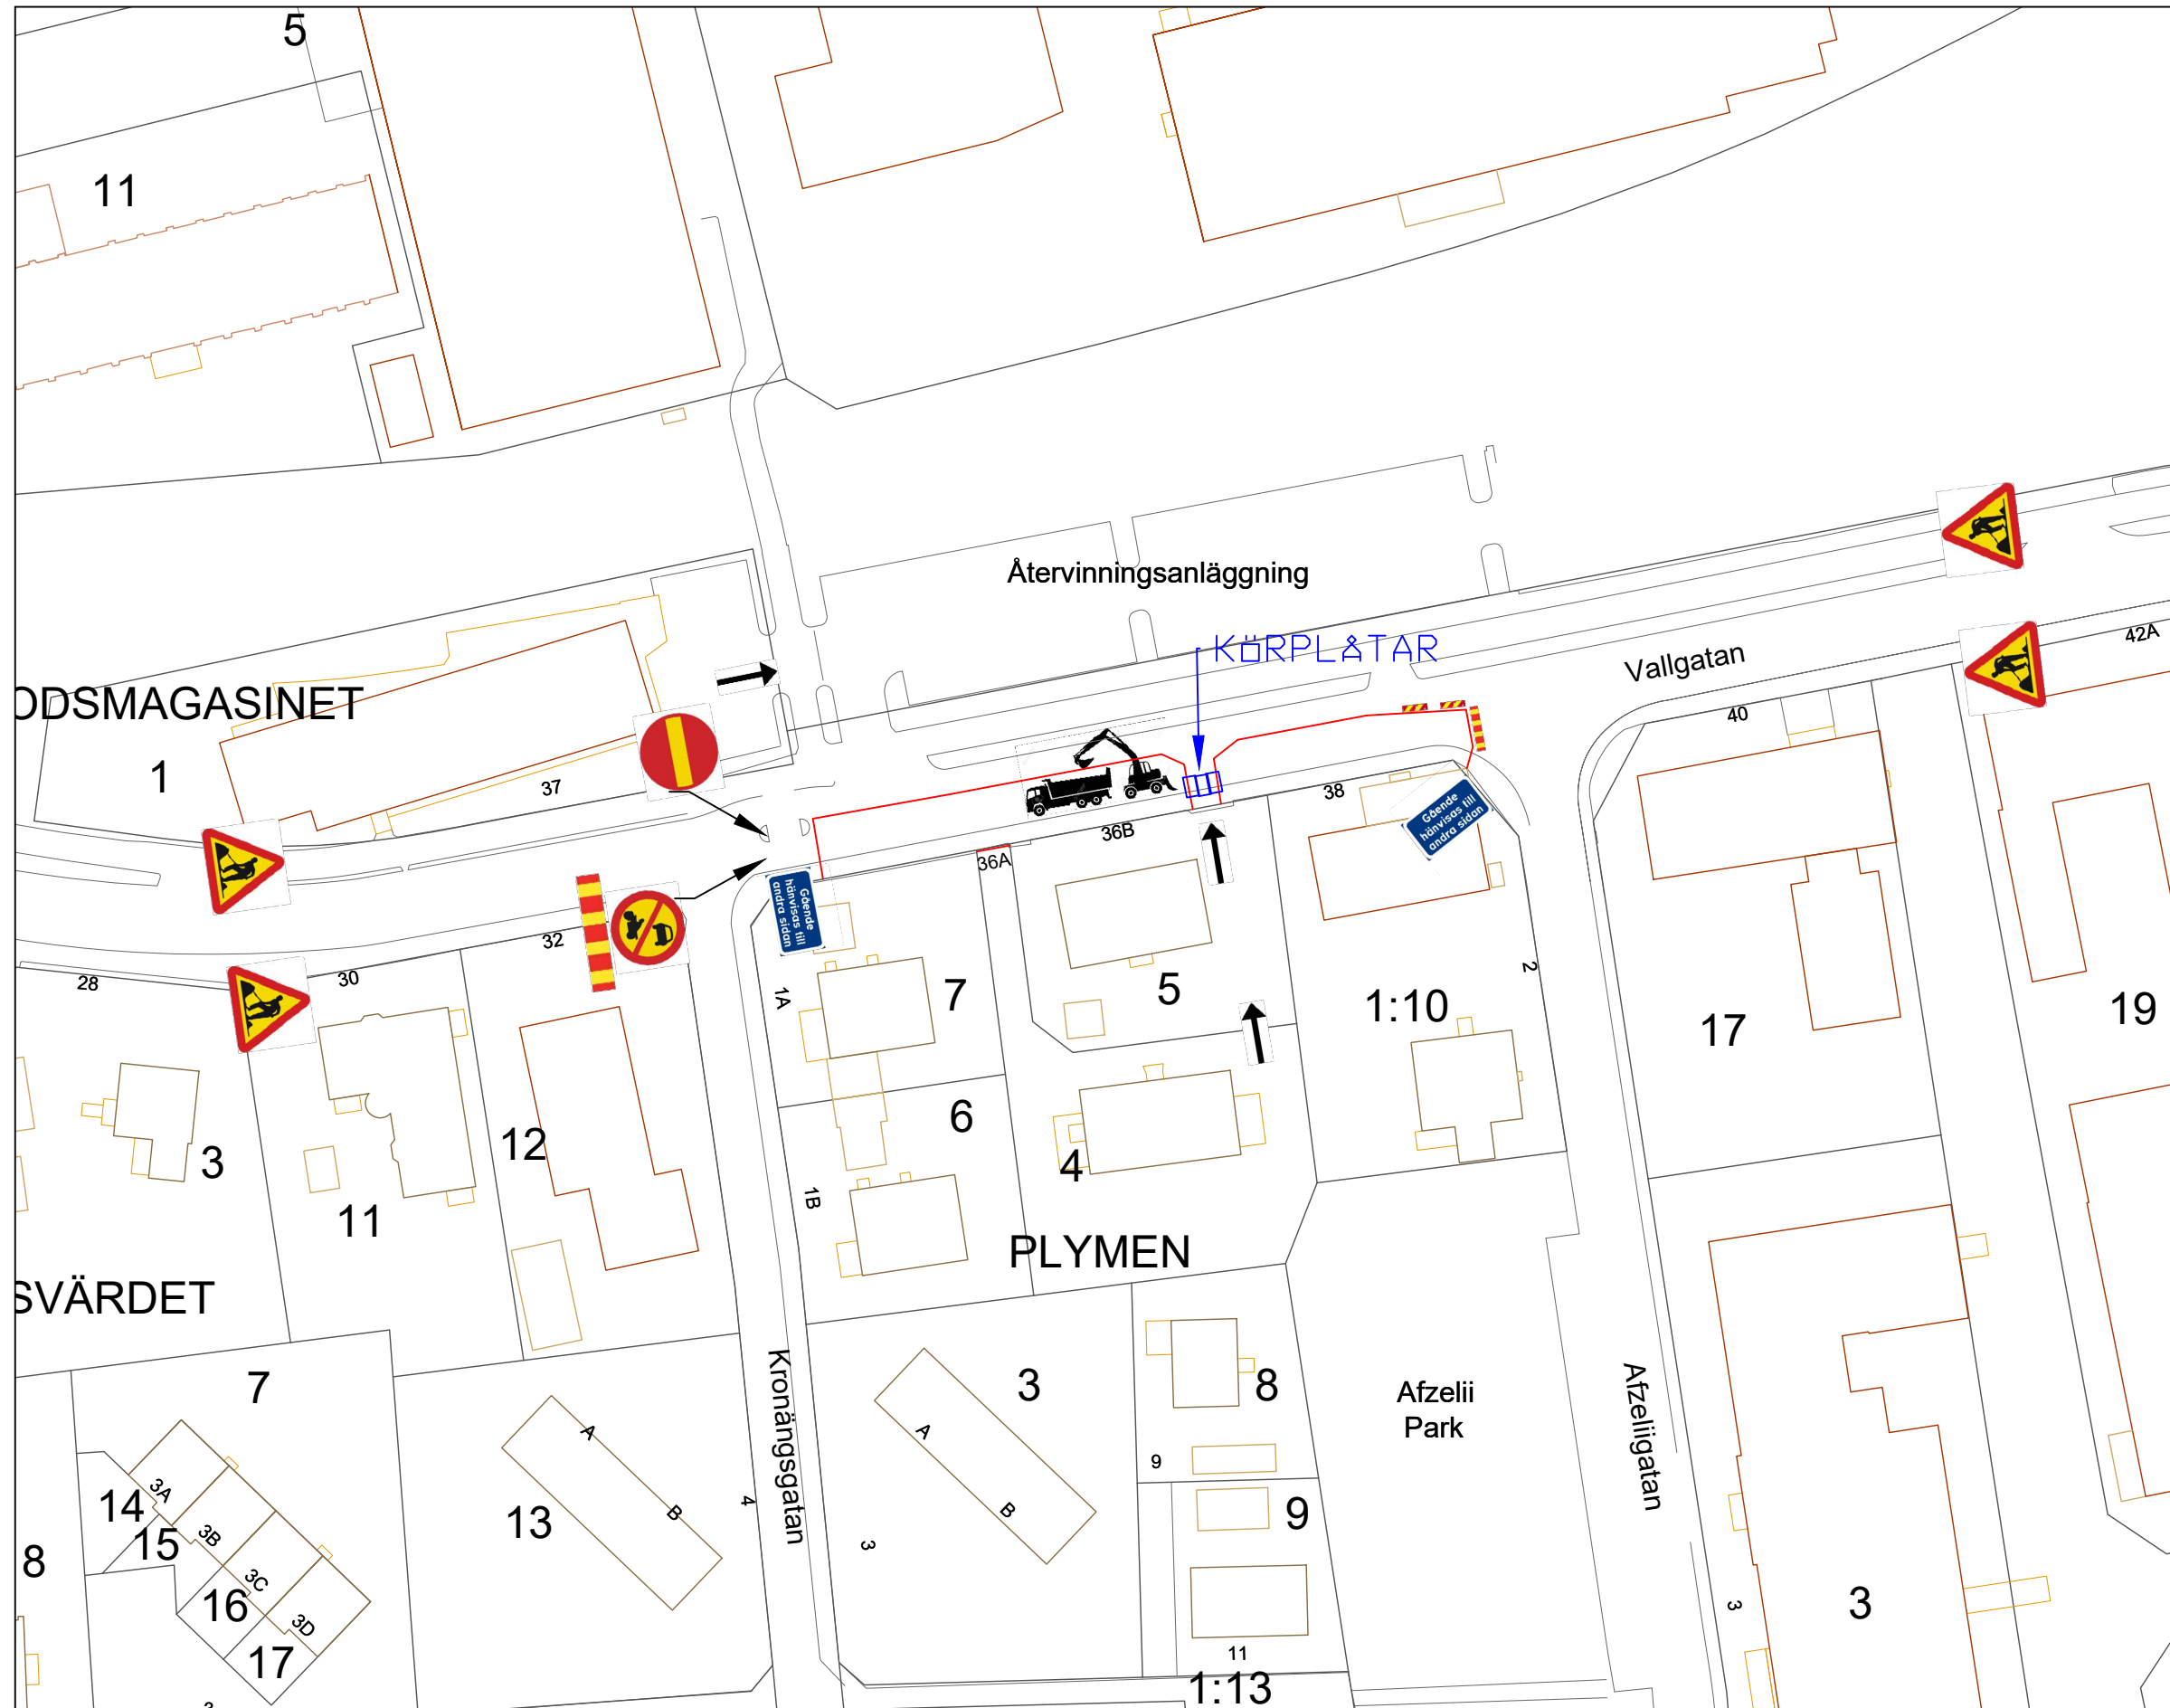 5
11
Återvinningsanläggning
KÖRPLÅTAR
Vallgatan
42A
ODSMAGASINET
40
1
37
38
36B
36A
Gående
hänvisas till
andra sidan
Gående
hänvisas till
andra sidan
32
30
28
1A
7
5
1:10
2
17
19
6
12
3
4
11
1B
PLYMEN
SVÄRDET
7
3
8
Afzelii
Park
Kronängsgatan
Afzeliigatan
A
B
A
B
9
14
3A
15
3B
13
4
9
8
3C
16
3
3D
17
11
3
3
1:13
3